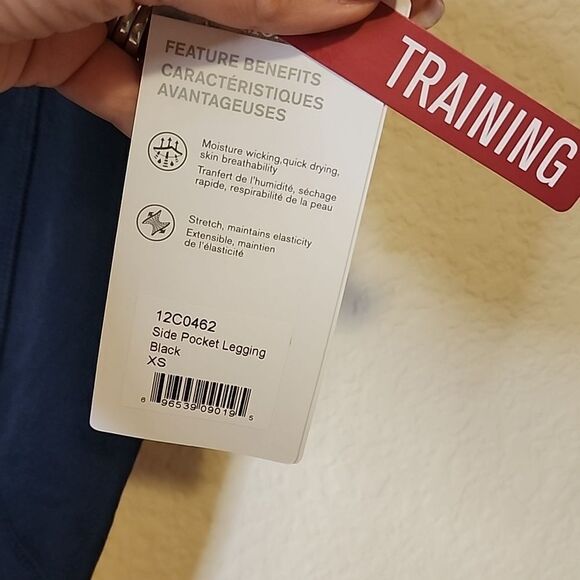 TRAINING
FEATURE BENEFITS
CARACTÉRISTIQUES
AVANTAGEUSES
Moisture wicking,quick drying,
skin breathability
Tranfert de l'humidité, séchage
rapide, respirabilité de la peau
Stretch, maintains elasticity
Extensible, maintien
de l'élasticité
12C0462
Side Pocket Legging
Black
XS
6 96539 09019 5